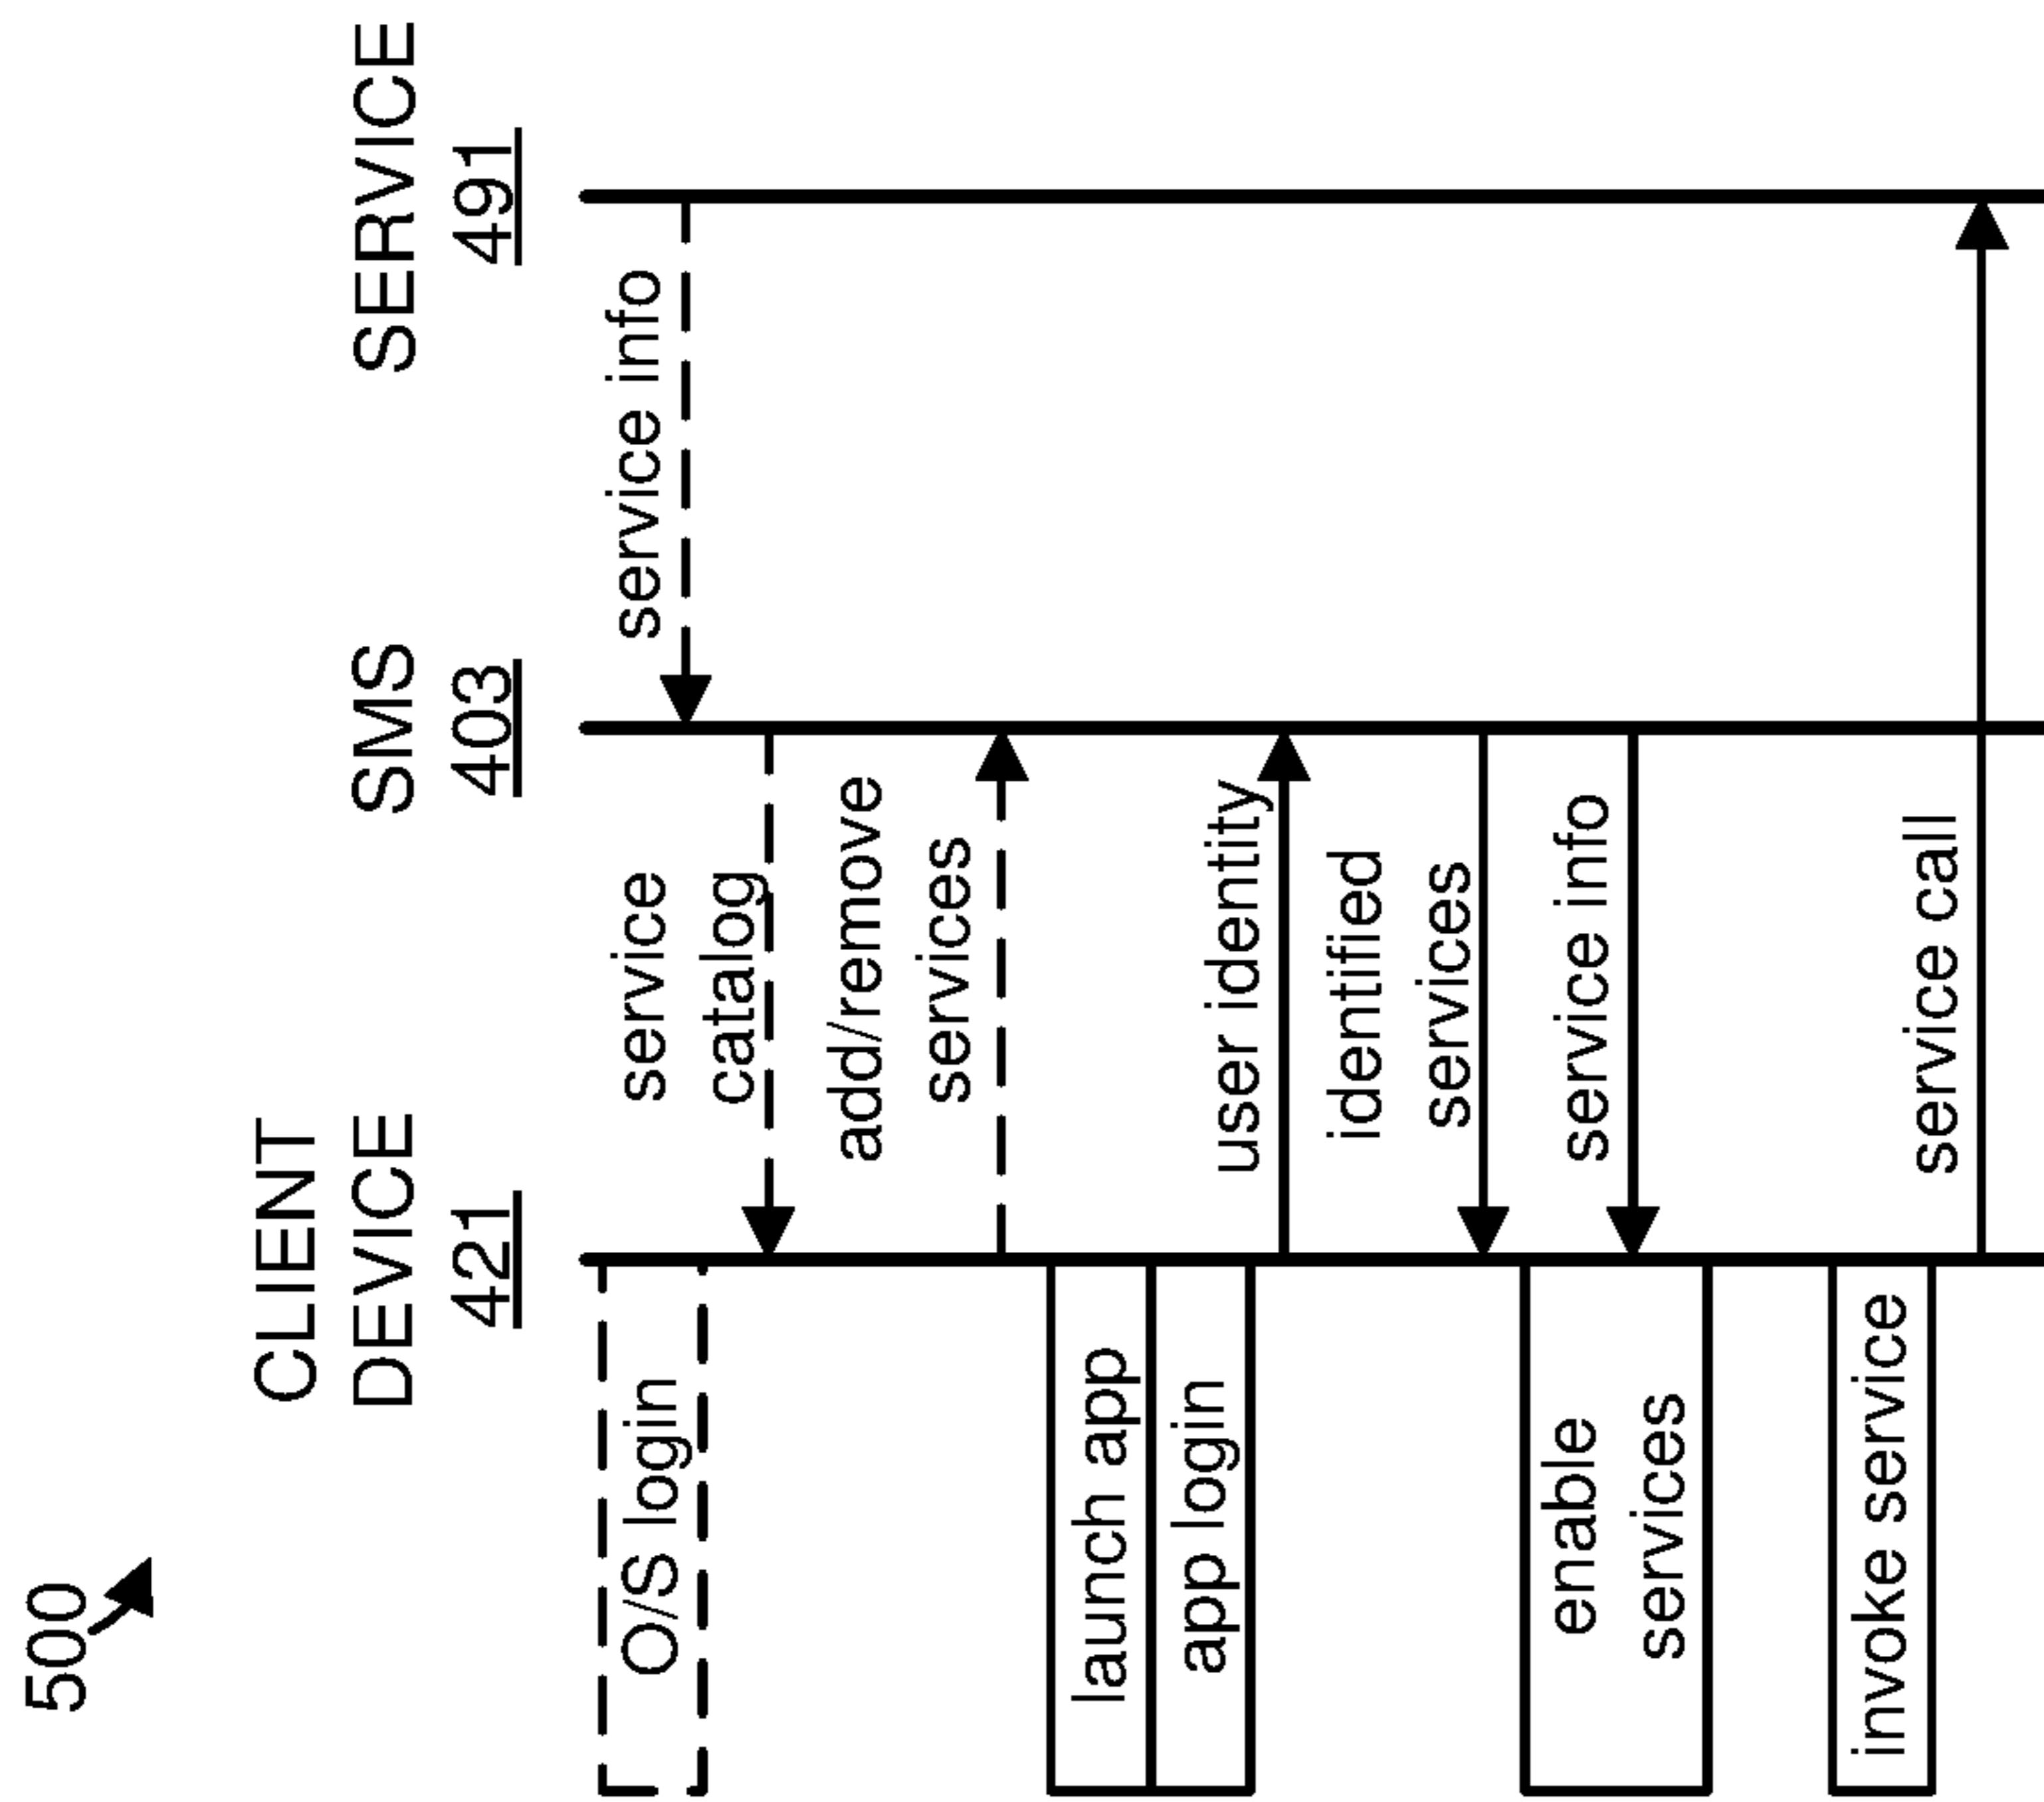 500
CLIENT
DEVICE
421
SMS
403
SERVICE
491
O/S login
service info
service
catalog
add/remove
services
launch app
app login
user identity
identified
services
enable
services
service info
invoke service
service call